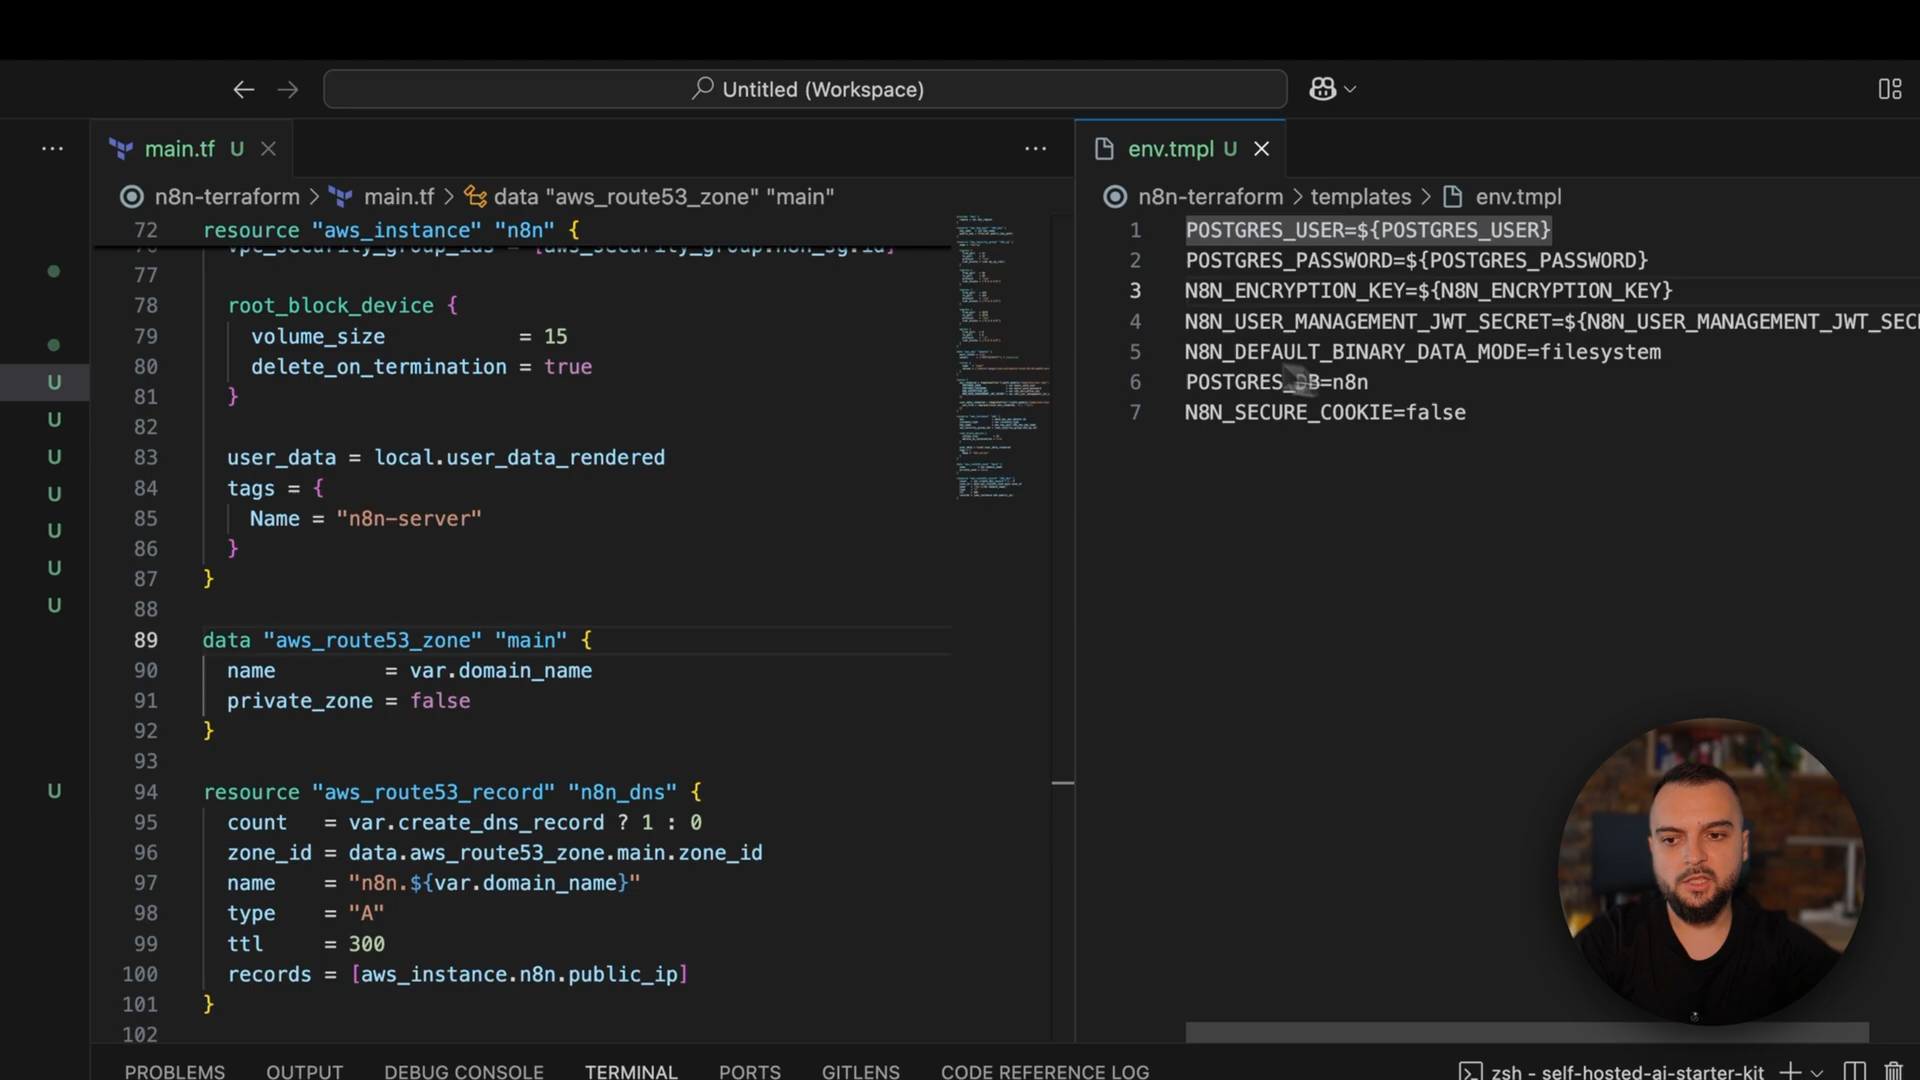 Untitled (Workspace)
main.tf U
env.tmpl U
n8n-terraform > main.tf > data "aws_route53_zone" "main"
72 resource "aws_instance" "n8n" {
vpc_security_group_ids = [aws_security_group.n8n_sg.id]
77
78 root_block_device {
79 volume_size = 15
80 delete_on_termination = true
81 }
82
83 user_data = local.user_data_rendered
84 tags = {
85 Name = "n8n-server"
86 }
87 }
88
89 data "aws_route53_zone" "main" {
90 name = var.domain_name
91 private_zone = false
92 }
93
94 resource "aws_route53_record" "n8n_dns" {
95 count = var.create_dns_record ? 1 : 0
96 zone_id = data.aws_route53_zone.main.zone_id
97 name = "n8n.${var.domain_name}"
98 type = "A"
99 ttl = 300
100 records = [aws_instance.n8n.public_ip]
101 }
102
n8n-terraform > templates > env.tmpl
1 POSTGRES_USER=${POSTGRES_USER}
2 POSTGRES_PASSWORD=${POSTGRES_PASSWORD}
3 N8N_ENCRYPTION_KEY=${N8N_ENCRYPTION_KEY}
4 N8N_USER_MANAGEMENT_JWT_SECRET=${N8N_USER_MANAGEMENT_JWT_SEC
5 N8N_DEFAULT_BINARY_DATA_MODE=filesystem
6 POSTGRES_DB=n8n
7 N8N_SECURE_COOKIE=false
U
U
U
U
U
U
U
U
PROBLEMS OUTPUT DEBUG CONSOLE TERMINAL PORTS GITLENS CODE REFERENCE LOG
zsh - self-hosted-ai-starter-kit